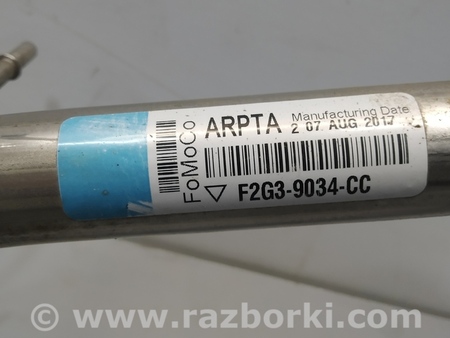 FoMoCo
ARPTA
Manufacturing Date
2 07 AUG 2017
F2G3-9034-CC
© www.razborki.com